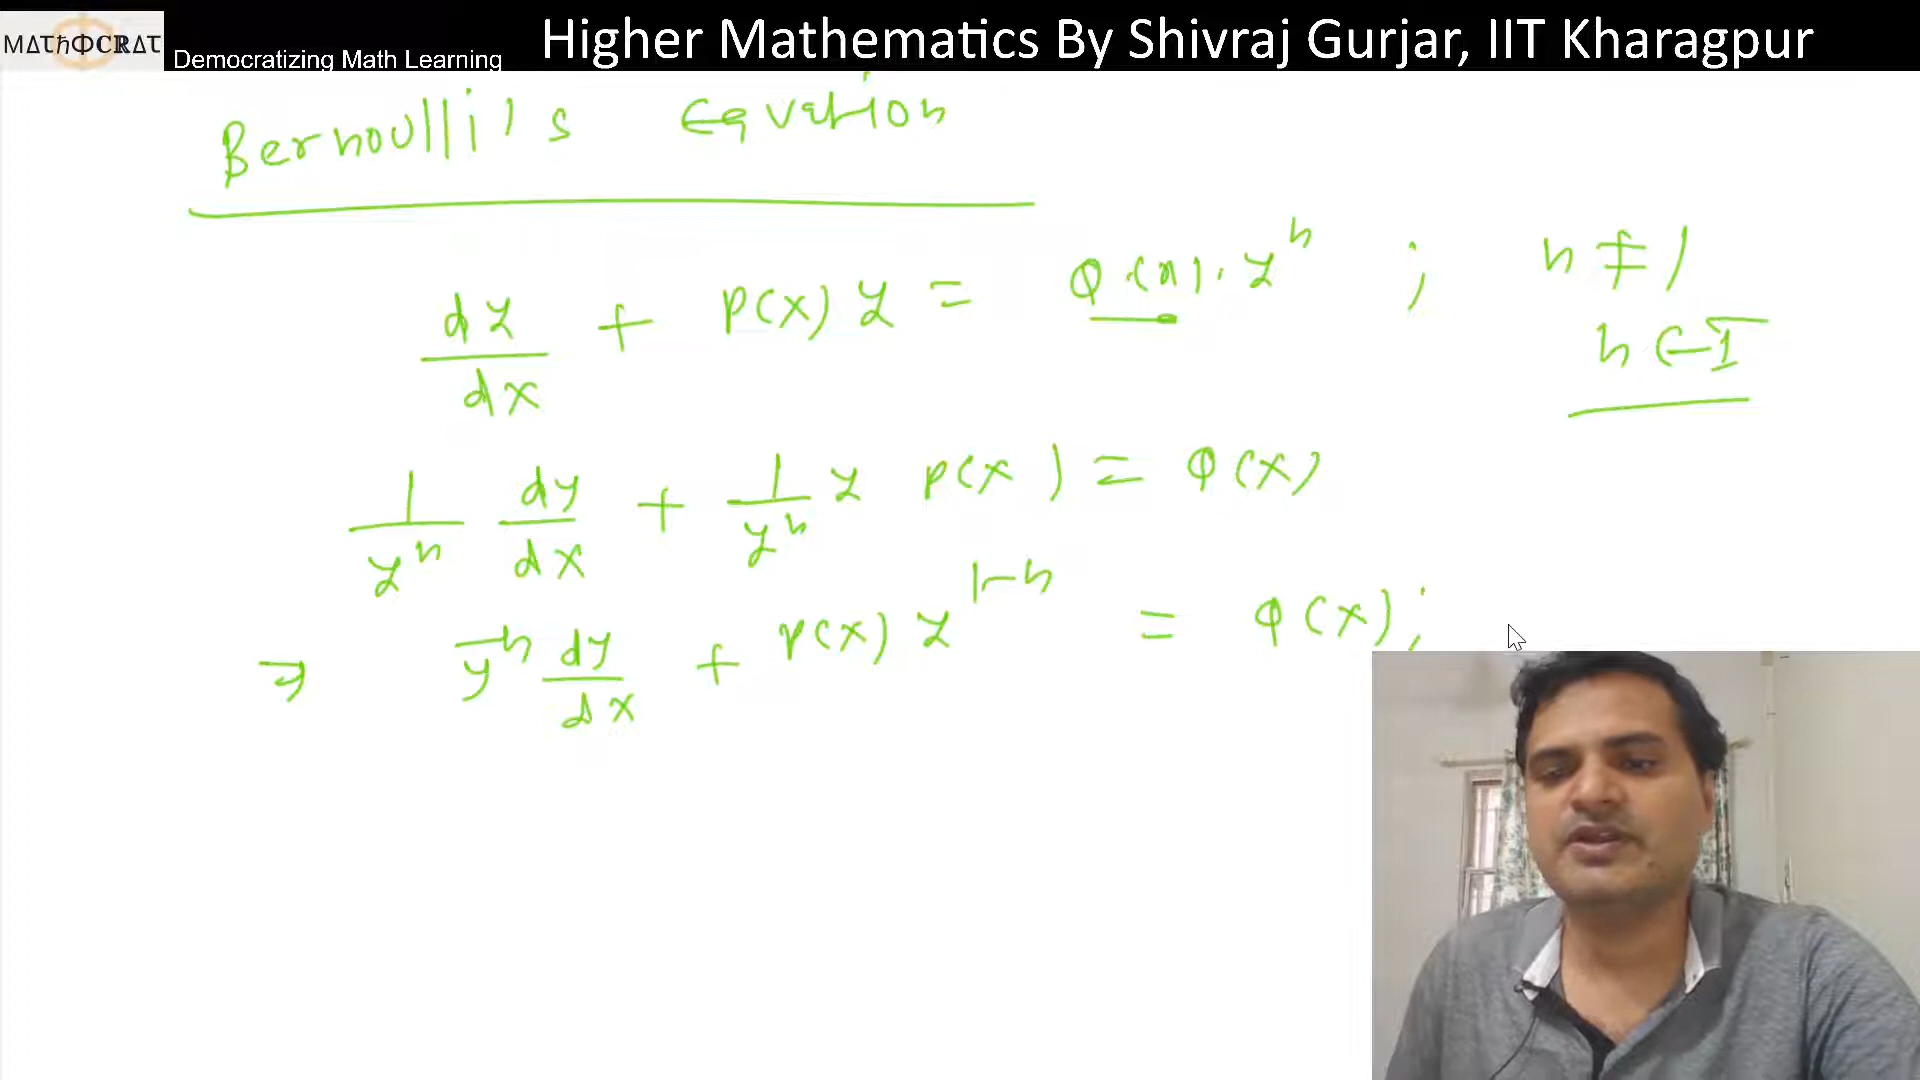 MΔτħΦCRΔτ
Democratizing Math Learning
Higher Mathematics By Shivraj Gurjar, IIT Kharagpur
Bernoulli's Equation
dy/dx + P(x) y = Q(x). y^n ; n ≠ 1
n ∈ I
1/y^n dy/dx + 1/y^n y P(x) = Q(x)
⇒ y^-n dy/dx + P(x) y^1-n = Q(x);